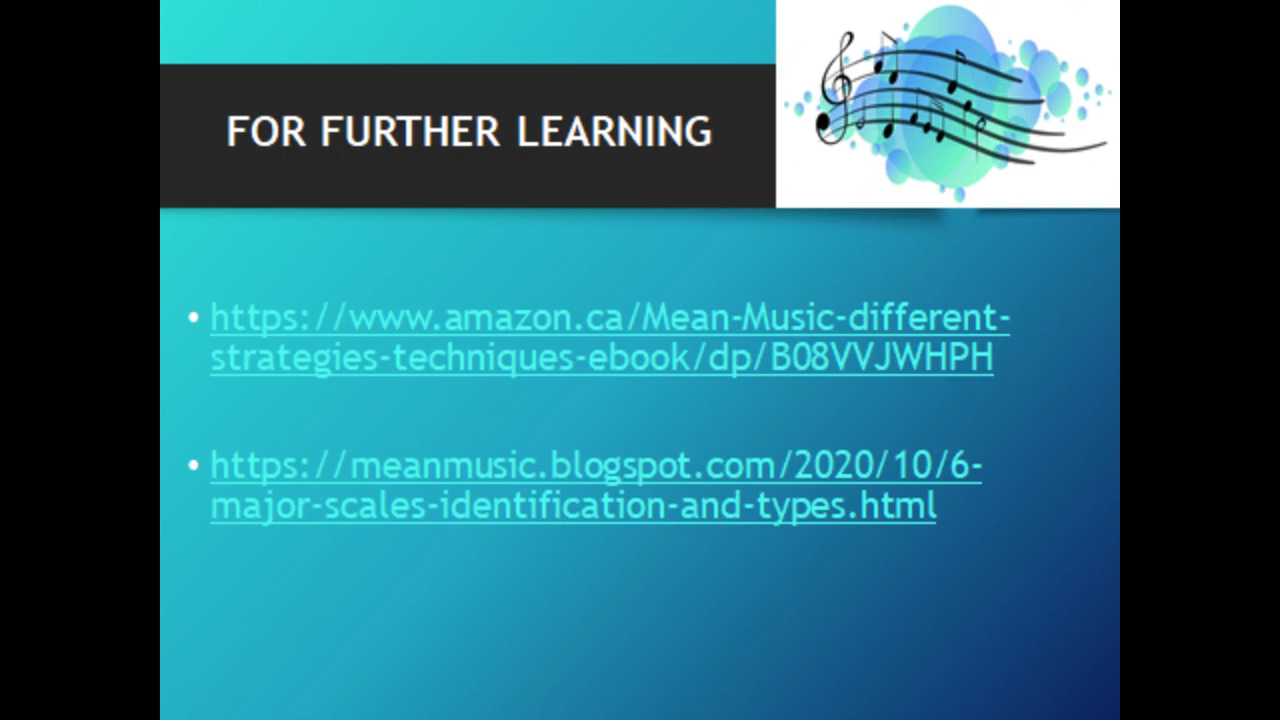 FOR FURTHER LEARNING
• https://www.amazon.ca/Mean-Music-different-
strategies-techniques-ebook/dp/B08VVJWHPH
• https://meanmusic.blogspot.com/2020/10/6-
major-scales-identification-and-types.html